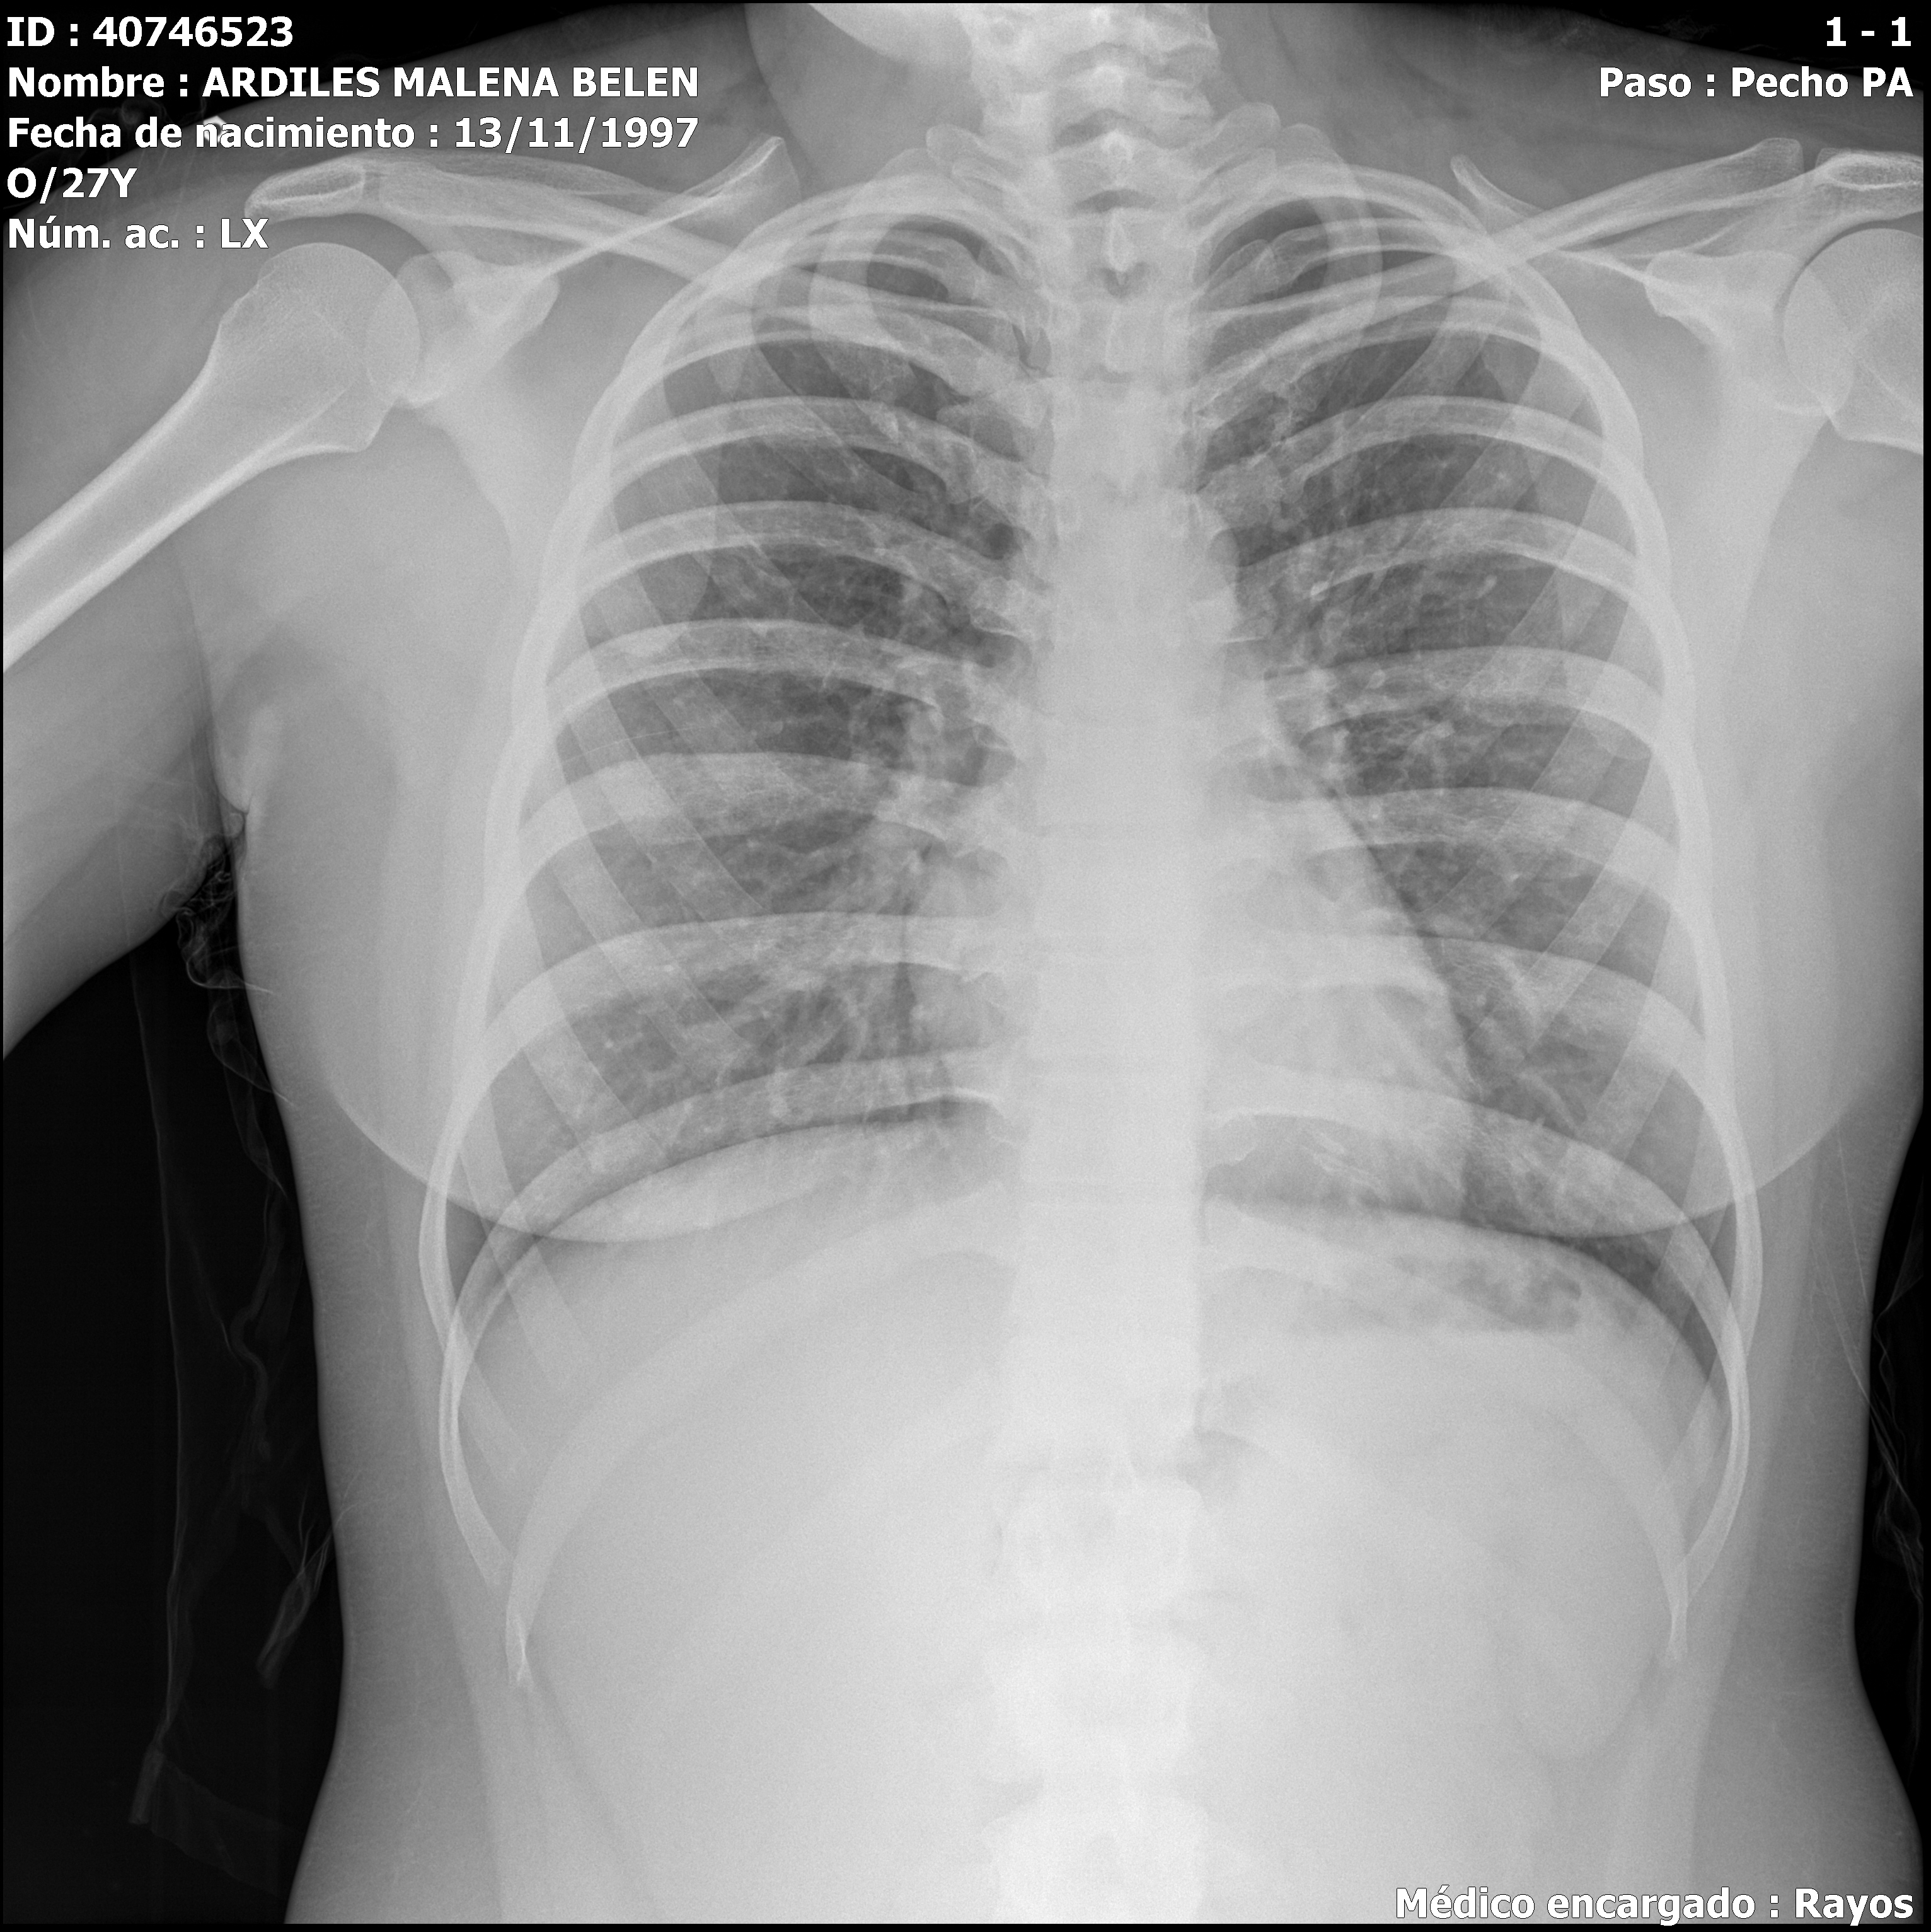 ID : 40746523
Nombre : ARDILES MALENA BELEN
Fecha de nacimiento : 13/11/1997
O/27Y
Núm. ac. : LX
1 - 1
Paso : Pecho PA
Médico encargado : Rayos